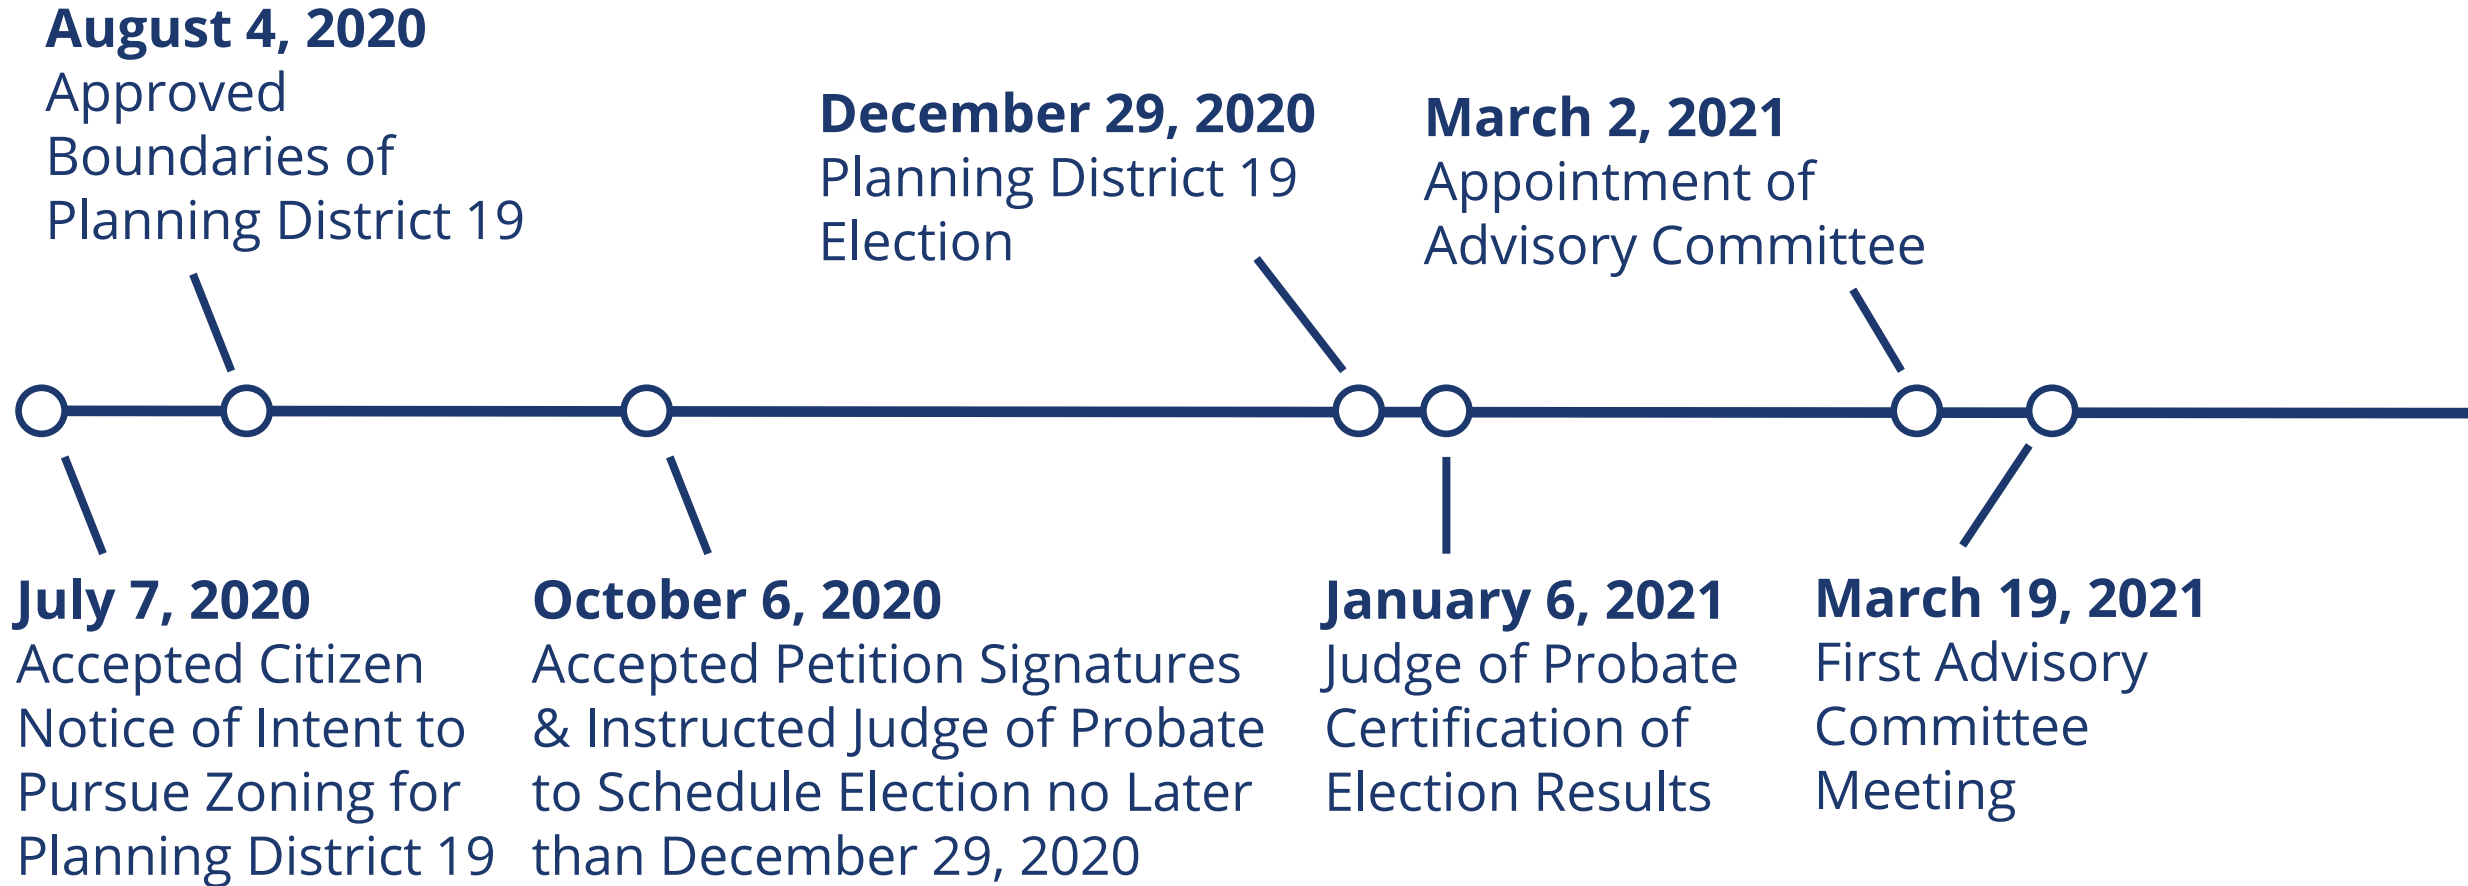 August 4, 2020
Approved
Boundaries of
Planning District 19
December 29, 2020
Planning District 19
Election
March 2, 2021
Appointment of
Advisory Committee
July 7, 2020
Accepted Citizen
Notice of Intent to
Pursue Zoning for
Planning District 19
October 6, 2020
Accepted Petition Signatures
& Instructed Judge of Probate
to Schedule Election no Later
than December 29, 2020
January 6, 2021
Judge of Probate
Certification of
Election Results
March 19, 2021
First Advisory
Committee
Meeting